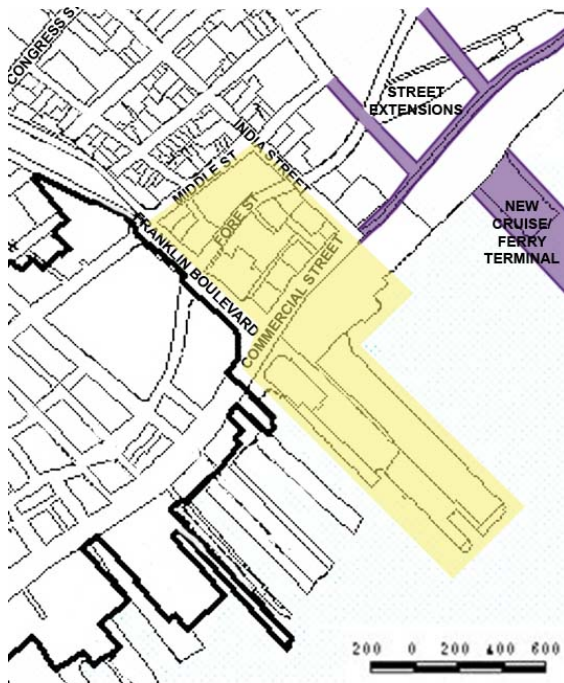 CONGRESS S
STREET
EXTENSIONS
INDIA STREET
MIDDLE ST
FORE ST
FRANKLIN BOULEVARD
COMMERCIAL STREET
NEW
CRUISE/
FERRY
TERMINAL
200 0 200 400 600